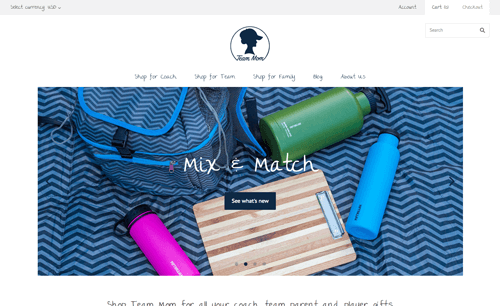 Select currency: USD
Account
Cart (0)
Checkout
Search
Team Mom
Shop for Coach
Shop for Team
Shop for Family
Blog
About Us
Mix & Match
See what's new
Shop Team Mom for all your coach, team parent and player gifts